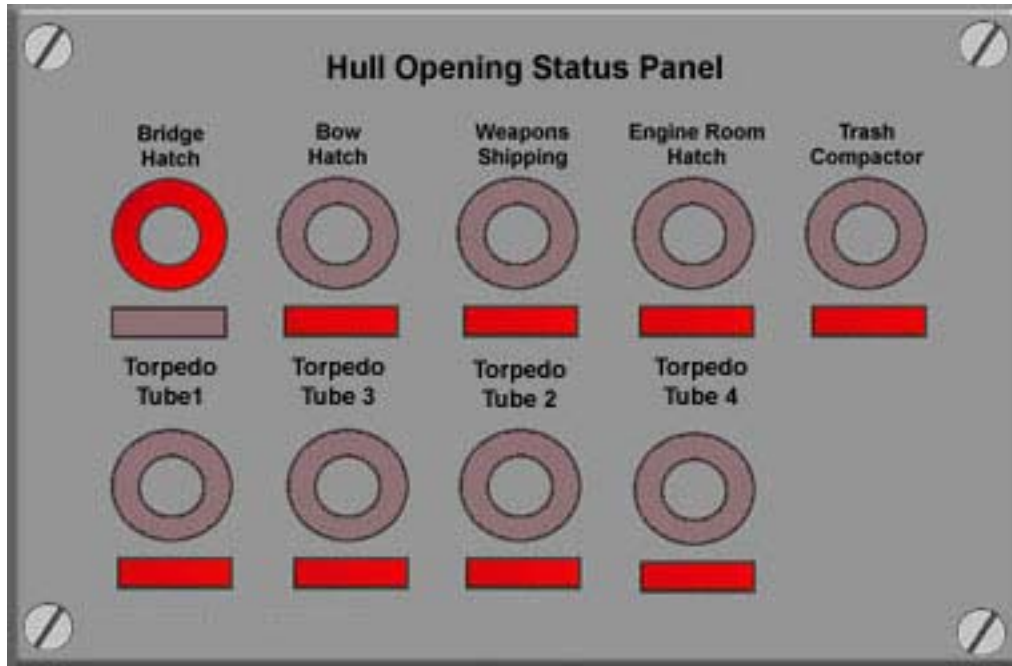 Hull Opening Status Panel
Bridge
Hatch
Bow
Hatch
Weapons
Shipping
Engine Room
Hatch
Trash
Compactor
Torpedo
Tube1
Torpedo
Tube 3
Torpedo
Tube 2
Torpedo
Tube 4